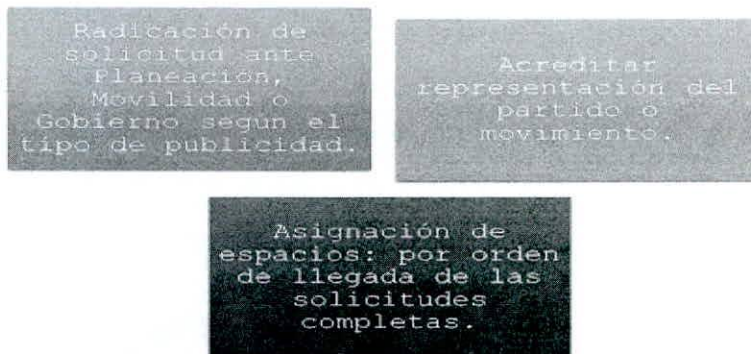 Radicación de
solicitud ante
Planeación,
Movilidad o
Gobierno según el
tipo de publicidad.
Acreditar
representación del
partido o
movimiento.
Asignación de
espacios: por orden
de llegada de las
solicitudes
completas.